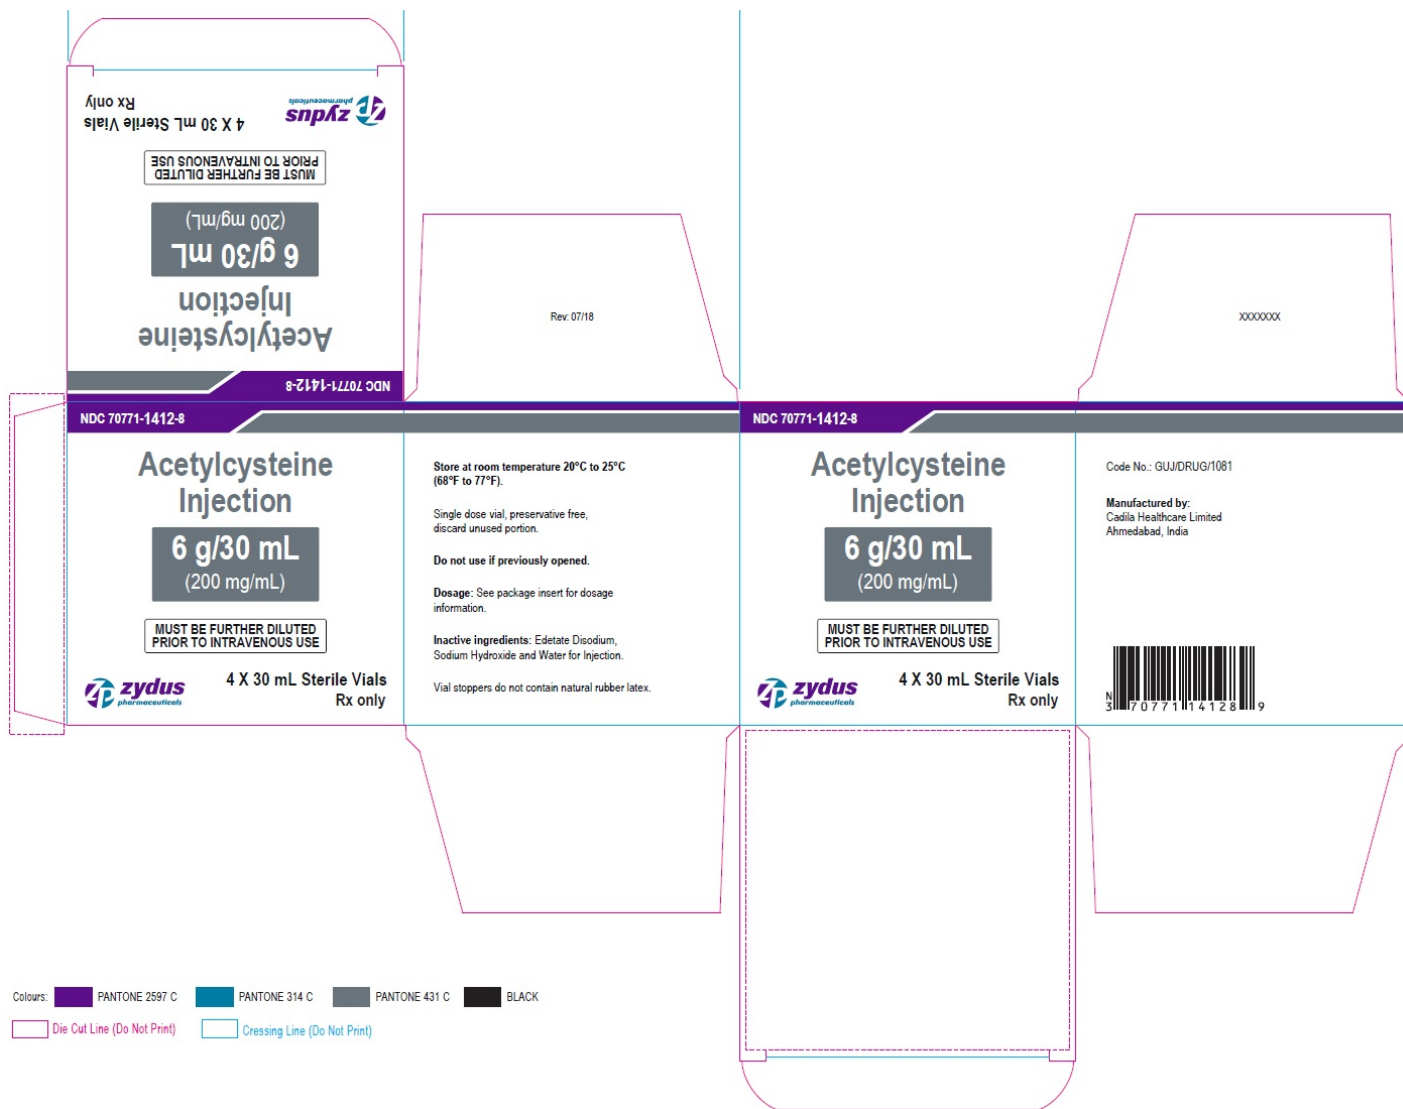 zydus
pharmaceuticals
4 X 30 mL Sterile Vials
Rx only
MUST BE FURTHER DILUTED
PRIOR TO INTRAVENOUS USE
6 g/30 mL
(200 mg/mL)
Acetylcysteine
Injection
NDC 70771-1412-8
Rev: 07/18
XXXXXXX
NDC 70771-1412-8
Acetylcysteine
Injection
6 g/30 mL
(200 mg/mL)
MUST BE FURTHER DILUTED
PRIOR TO INTRAVENOUS USE
zydus
pharmaceuticals
4 X 30 mL Sterile Vials
Rx only
Store at room temperature 20°C to 25°C
(68°F to 77°F).
Single dose vial, preservative free,
discard unused portion.
Do not use if previously opened.
Dosage: See package insert for dosage
information.
Inactive ingredients: Edetate Disodium,
Sodium Hydroxide and Water for Injection.
Vial stoppers do not contain natural rubber latex.
NDC 70771-1412-8
Acetylcysteine
Injection
6 g/30 mL
(200 mg/mL)
MUST BE FURTHER DILUTED
PRIOR TO INTRAVENOUS USE
zydus
pharmaceuticals
4 X 30 mL Sterile Vials
Rx only
Code No.: GUJ/DRUG/1081
Manufactured by:
Cadila Healthcare Limited
Ahmedabad, India
N
3 70771 14128 9
Colours: PANTONE 2597 C PANTONE 314 C PANTONE 431 C BLACK
Die Cut Line (Do Not Print) Cressing Line (Do Not Print)